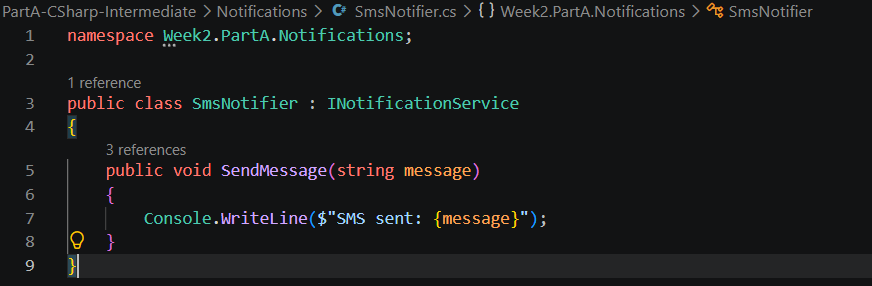 PartA-CSharp-Intermediate > Notifications > SmsNotifier.cs > { } Week2.PartA.Notifications > SmsNotifier
1 namespace Week2.PartA.Notifications;
2
1 reference
3 public class SmsNotifier : INotificationService
4 {
3 references
5 public void SendMessage(string message)
6 {
7 Console.WriteLine($"SMS sent: {message}");
8 }
9 }